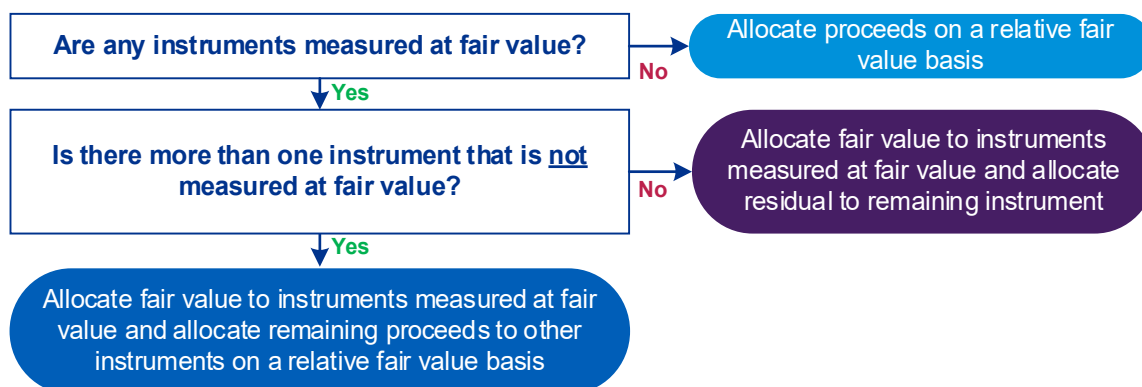 Are any instruments measured at fair value?
No
Allocate proceeds on a relative fair
value basis
Yes
Is there more than one instrument that is not
measured at fair value?
No
Allocate fair value to instruments
measured at fair value and allocate
residual to remaining instrument
Yes
Allocate fair value to instruments measured at fair
value and allocate remaining proceeds to other
instruments on a relative fair value basis